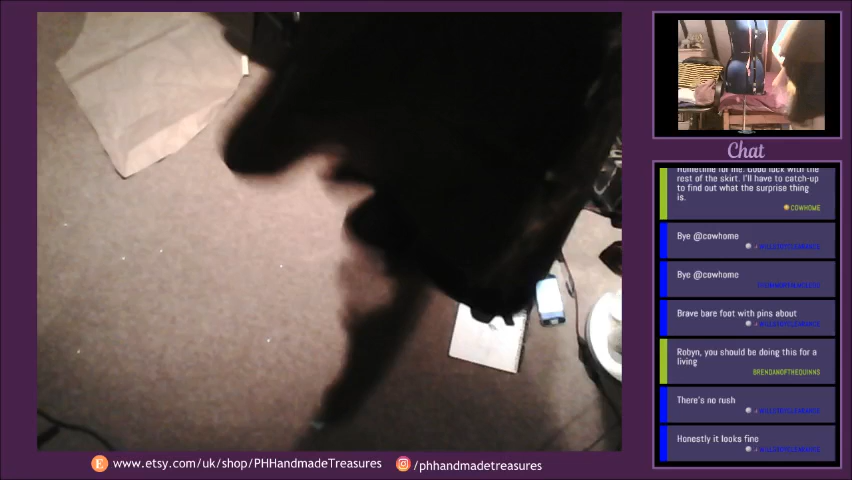 Chat
Hometime for me. Good luck with the
rest of the skirt. I'll have to catch-up
to find out what the surprise thing
is.
COWHOME
Bye @cowhome
Bye @cowhome
Brave bare foot with pins about
Robyn, you should be doing this for a
living
BRENDANOFTHEQUINNS
There's no rush
Honestly it looks fine
www.etsy.com/uk/shop/PHHandmadeTreasures
/phhandmadetreasures